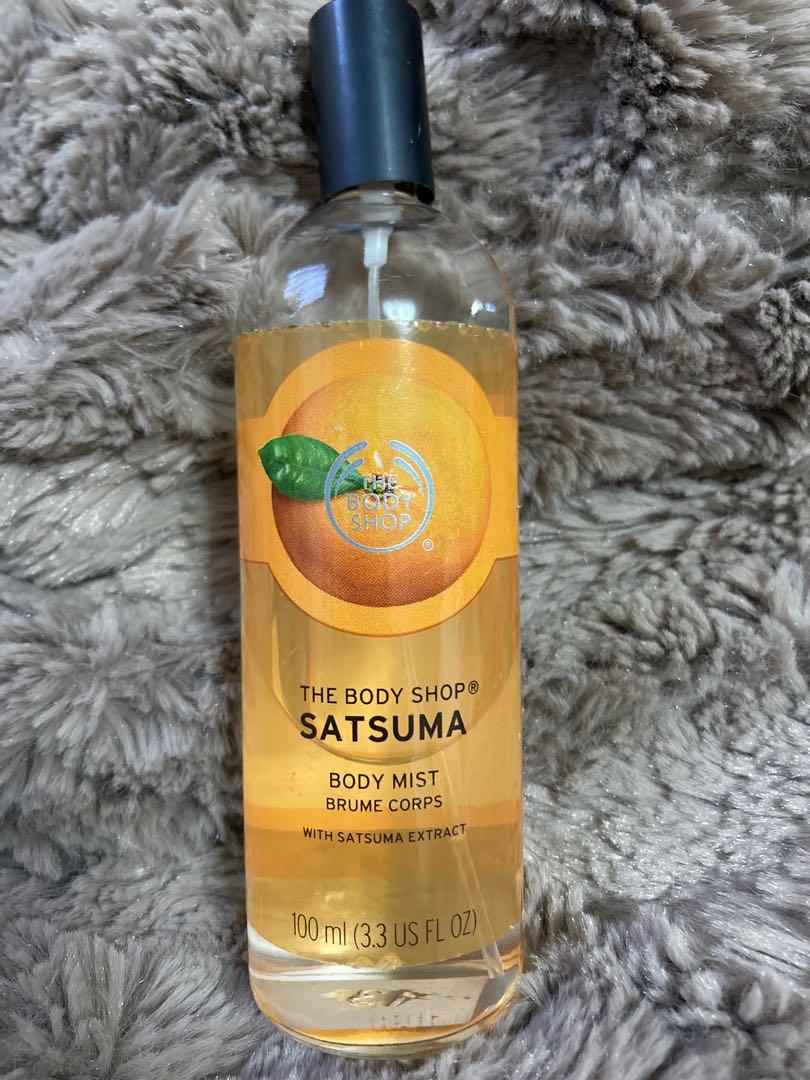 THE
BODY
SHOP
®
THE BODY SHOP®
SATSUMA
BODY MIST
BRUME CORPS
WITH SATSUMA EXTRACT
100 ml (3.3 US FL OZ)